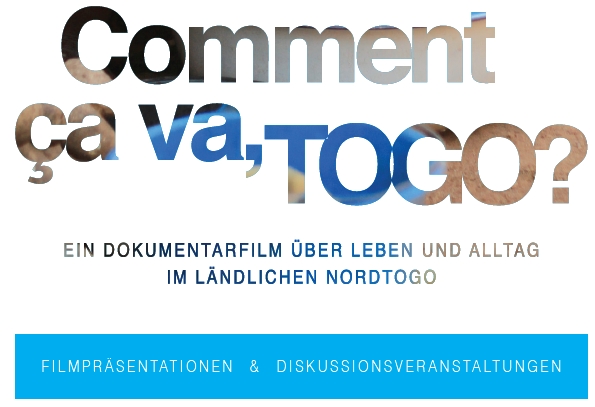 Comment
ça va, TOGO?
EIN DOKUMENTARFILM ÜBER LEBEN UND ALLTAG
IM LÄNDLICHEN NORDTOGO
FILMPRÄSENTATIONEN & DISKUSSIONSVERANSTALTUNGEN